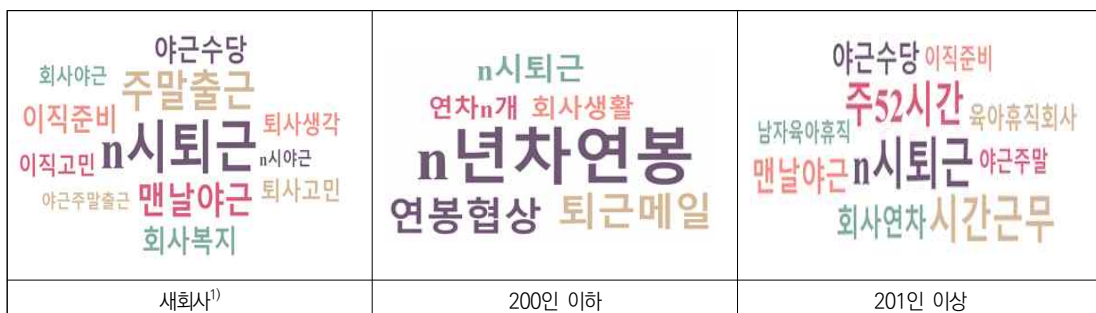 야근수당
회사야근
주말출근
이직준비
n시퇴근
퇴사생각
이직고민
n시야근
야근주말출근
맨날야근
퇴사고민
회사복지
n시퇴근
연차n개 회사생활
n년차연봉
연봉협상 퇴근메일
야근수당 이직준비
주52시간
남자육아휴직
육아휴직회사
맨날야근
n시퇴근
야근주말
회사연차
시간근무
새회사1)
200인 이하
201인 이상